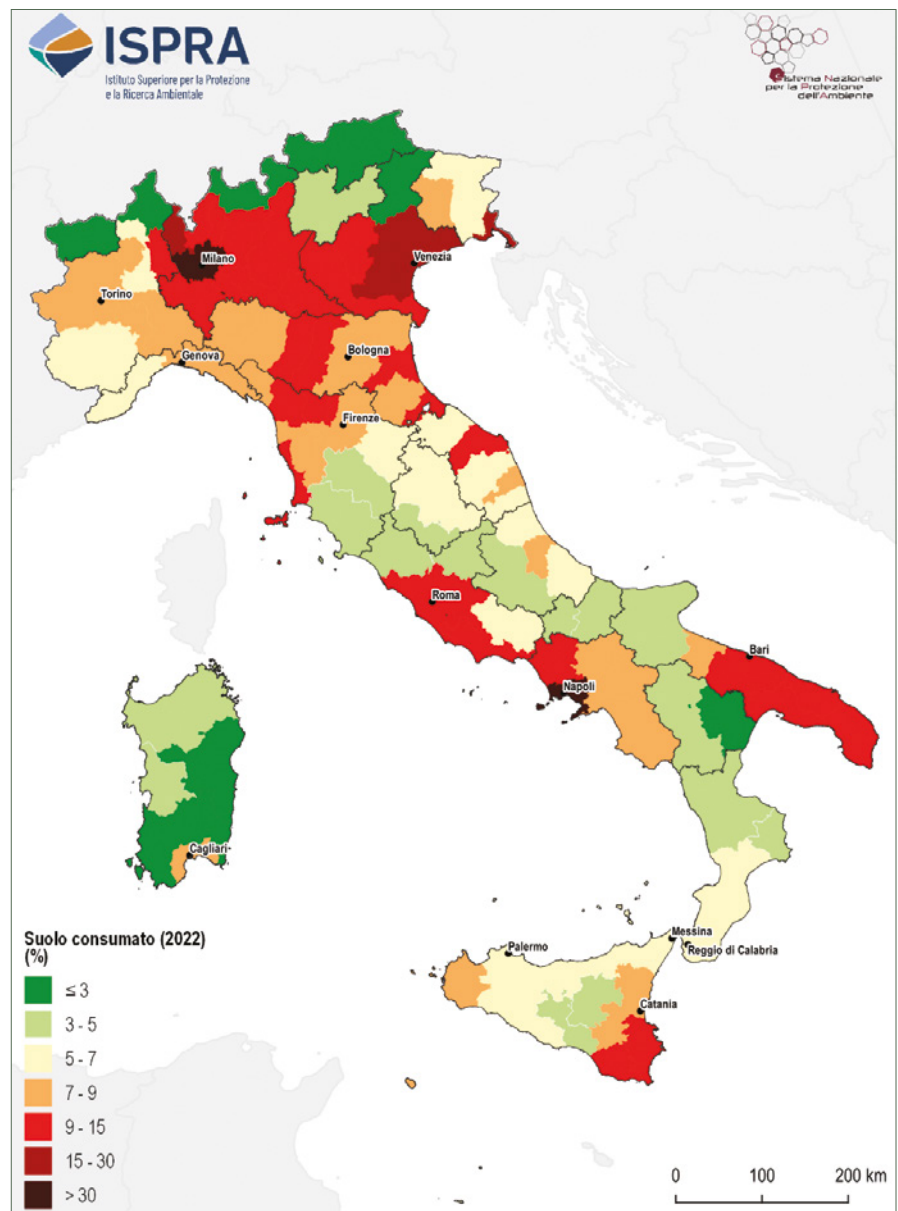 ISPRA
Istituto Superiore per la Protezione
e la Ricerca Ambientale
Sistema Nazionale
per la Protezione
dell'Ambiente
Milano
Venezia
Torino
Genova
Bologna
Firenze
Roma
Bari
Napoli
Cagliari
Messina
Palermo
Reggio di Calabria
Catania
Suolo consumato (2022)
(%)
≤ 3
3 - 5
5 - 7
7 - 9
9 - 15
15 - 30
> 30
0 100 200 km